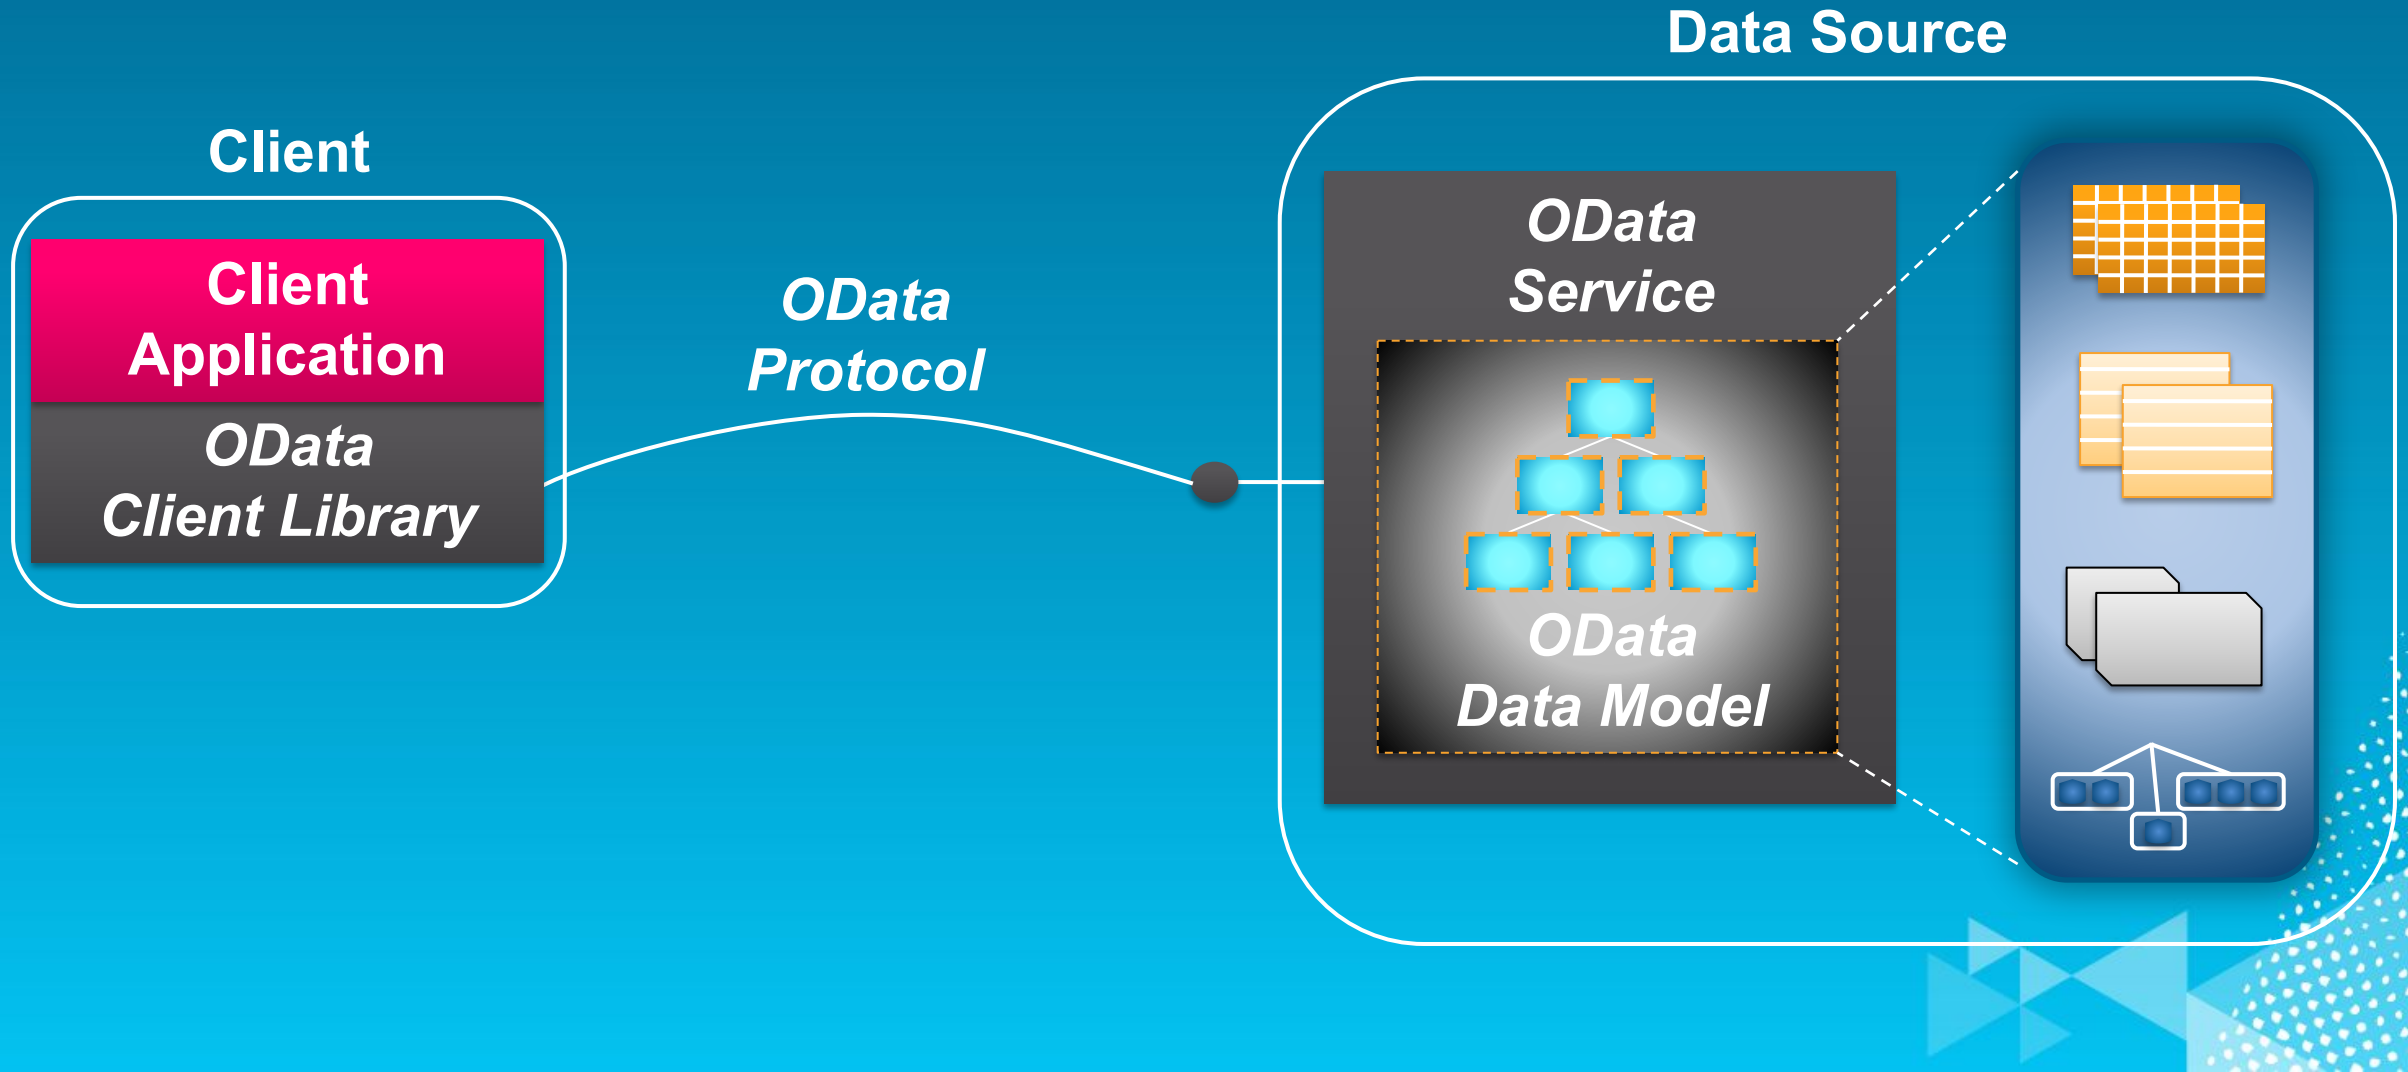 Data Source
Client
Client
Application
OData
Client Library
OData
Protocol
OData
Service
OData
Data Model